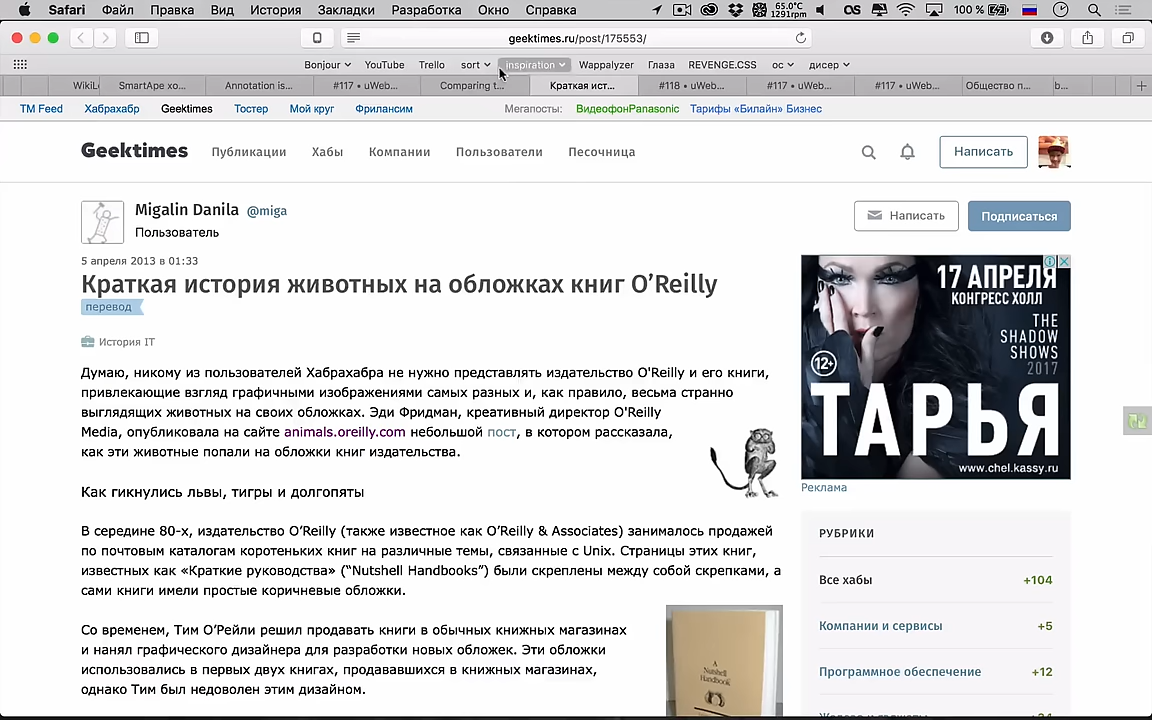 Safari Файл Правка Вид История Закладки Разработка Окно Справка 65.0°C 1291rpm 100 %
geektimes.ru/post/175553/
Bonjour YouTube Trello sort inspiration Wappalyzer Глаза REVENGE.CSS ос дисер
WikiL SmartApe хо... Annotation is... #117 • uWeb... Comparing t... Краткая ист... #118 • uWeb... #117 • uWeb... #117 • uWeb... Общество п... b...
TM Feed Хабрахабр Geektimes Тостер Мой круг Фрилансим Мегапосты: ВидеофонPanasonic Тарифы «Билайн» Бизнес
Geektimes Публикации Хабы Компании Пользователи Песочница Написать
Migalin Danila @miga
Пользователь
Написать Подписаться
5 апреля 2013 в 01:33
Краткая история животных на обложках книг O’Reilly
перевод
История IT
Думаю, никому из пользователей Хабрахабра не нужно представлять издательство O'Reilly и его книги,
привлекающие взгляд графичными изображениями самых разных и, как правило, весьма странно
выглядящих животных на своих обложках. Эди Фридман, креативный директор O'Reilly
Media, опубликовала на сайте animals.oreilly.com небольшой пост, в котором рассказала,
как эти животные попали на обложки книг издательства.
Как гикнулись львы, тигры и долгопяты
В середине 80-х, издательство O’Reilly (также известное как O’Reilly & Associates) занималось продажей
по почтовым каталогам коротеньких книг на различные темы, связанные с Unix. Страницы этих книг,
известных как «Краткие руководства» (“Nutshell Handbooks”) были скреплены между собой скрепками, а
сами книги имели простые коричневые обложки.
Со временем, Тим О’Рейли решил продавать книги в обычных книжных магазинах
и нанял графического дизайнера для разработки новых обложек. Эти обложки
использовались в первых двух книгах, продававшихся в книжных магазинах,
однако Тим был недоволен этим дизайном.
A
Nutshell
Handbook
17 АПРЕЛЯ
КОНГРЕСС ХОЛЛ
THE
SHADOW
SHOWS
2017
12+
ТАРЬЯ
www.chel.kassy.ru
Реклама
РУБРИКИ
Все хабы +104
Компании и сервисы +5
Программное обеспечение +12